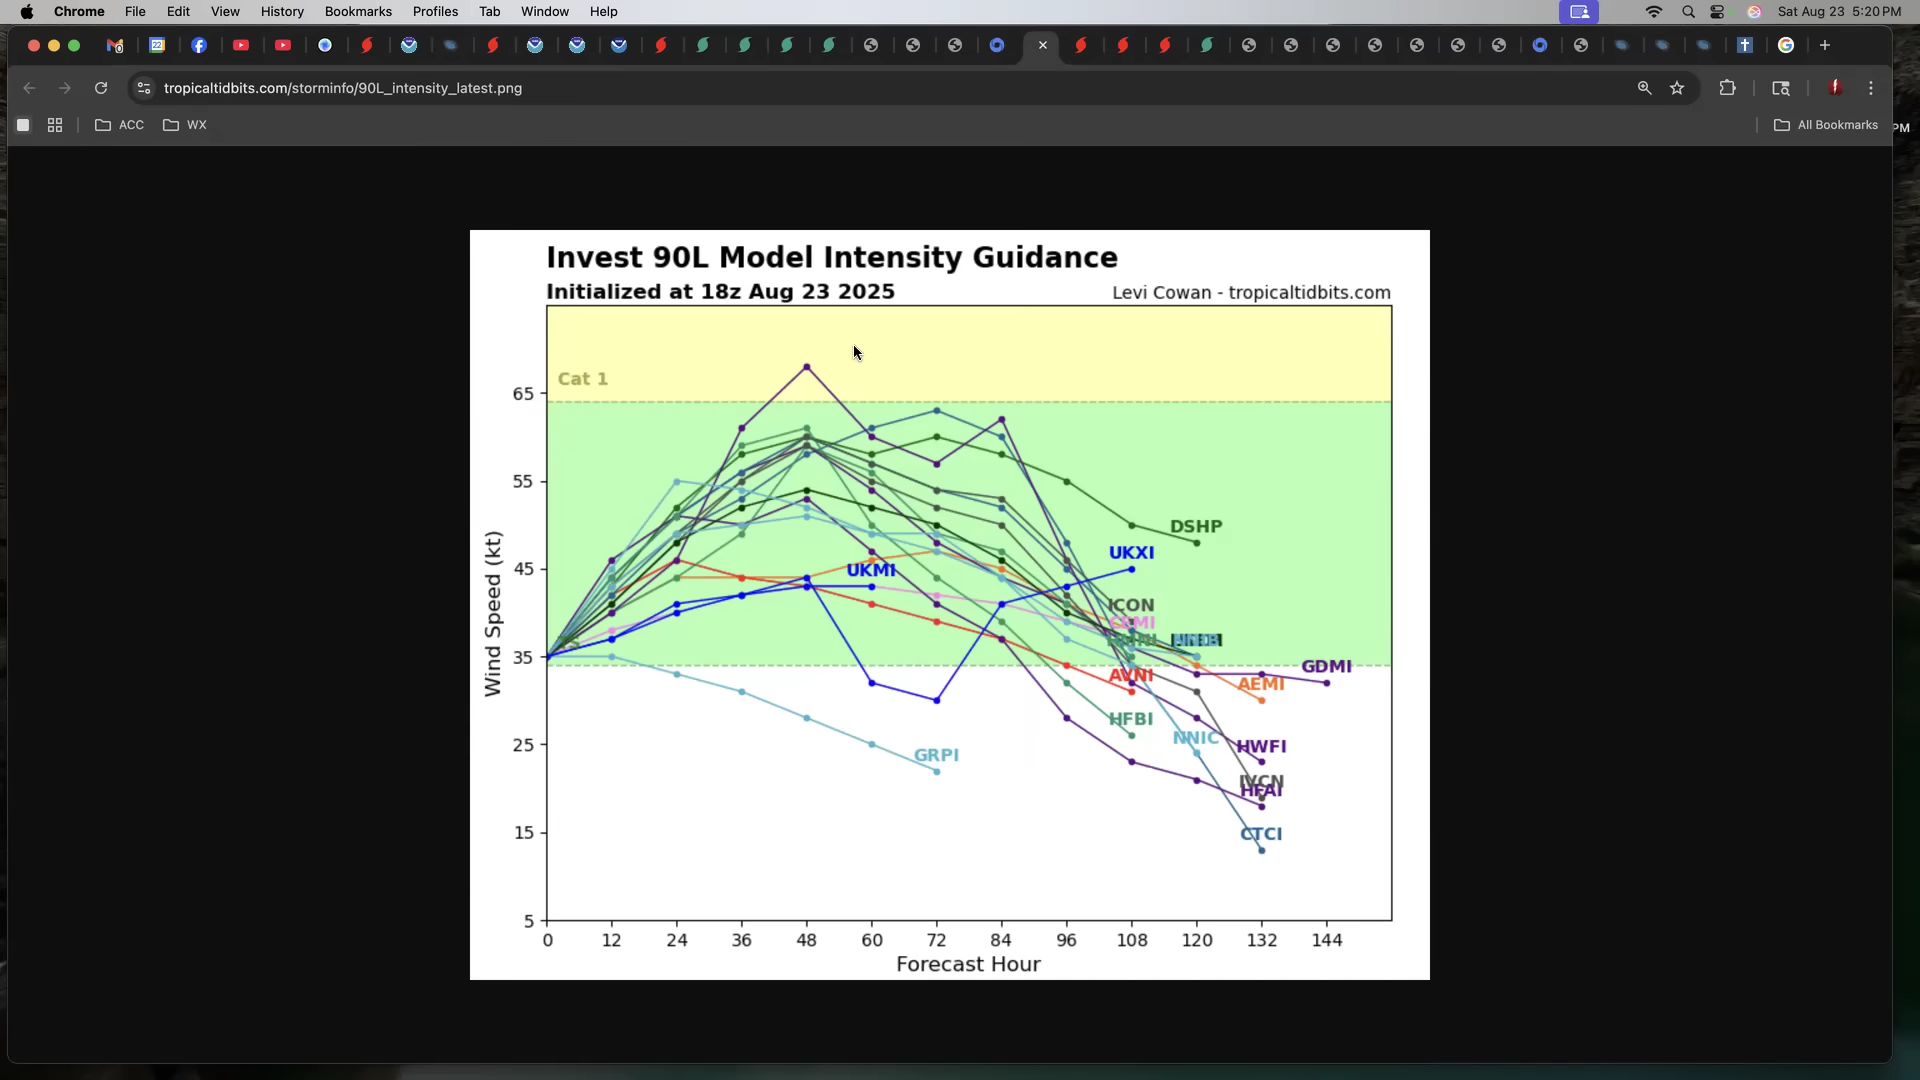 Chrome File Edit View History Bookmarks Profiles Tab Window Help Sat Aug 23 5:20 PM
tropicaltidbits.com/storminfo/90L_intensity_latest.png
ACC WX All Bookmarks PM
Invest 90L Model Intensity Guidance
Initialized at 18z Aug 23 2025 Levi Cowan - tropicaltidbits.com
Cat 1
65
55
DSHP
UKXI
45
UKMI
ICON
CEMI
35
GDMI
AVNI
AEMI
HFBI
NNIC
25
HWFI
GRPI
IVCN
HFAI
15
CTCI
5
Wind Speed (kt)
0 12 24 36 48 60 72 84 96 108 120 132 144
Forecast Hour